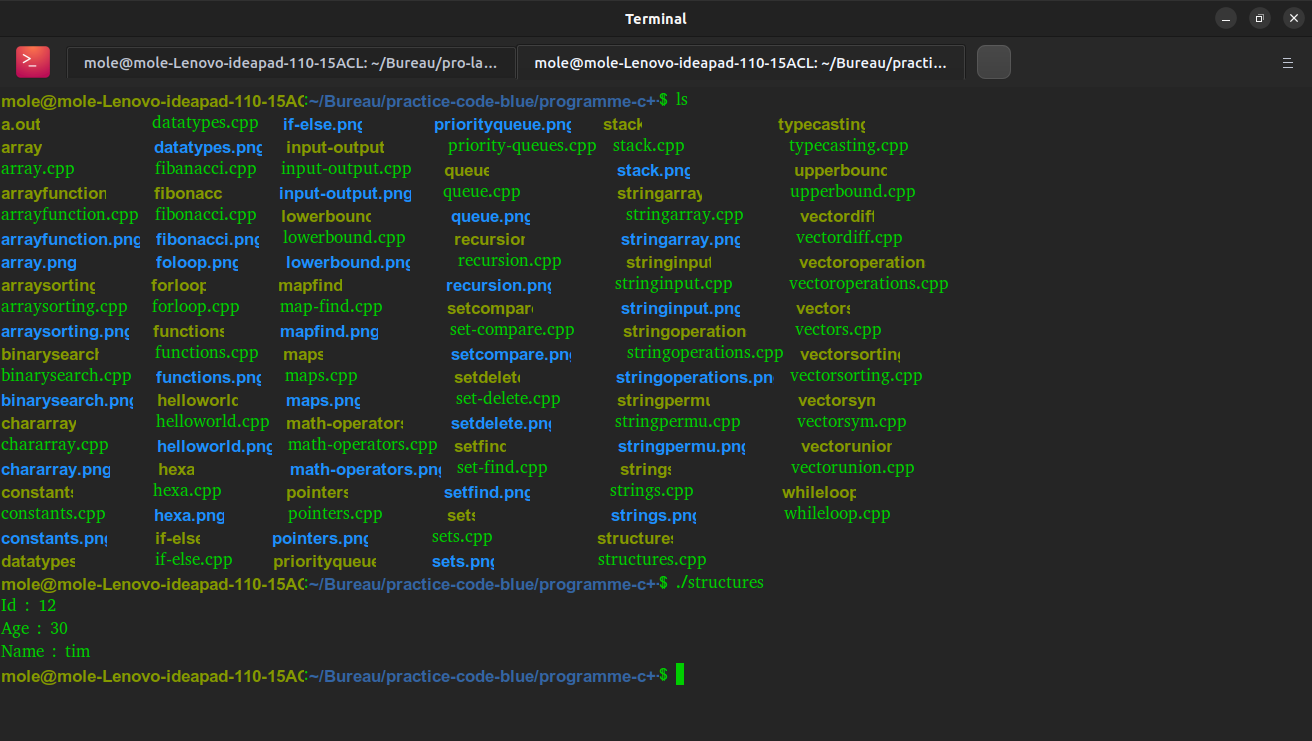 Terminal
>_
mole@mole-Lenovo-ideapad-110-15ACL: ~/Bureau/pro-la... mole@mole-Lenovo-ideapad-110-15ACL: ~/Bureau/practi...
mole@mole-Lenovo-ideapad-110-15AC:~/Bureau/practice-code-blue/programme-c+$ ls
a.out datatypes.cpp if-else.png priorityqueue.png stack typecasting
array datatypes.png input-output priority-queues.cpp stack.cpp typecasting.cpp
array.cpp fibanacci.cpp input-output.cpp queue stack.png upperbound
arrayfunction fibonacc input-output.png queue.cpp stringarray upperbound.cpp
arrayfunction.cpp fibonacci.cpp lowerbound queue.png stringarray.cpp vectordiff
arrayfunction.png fibonacci.png lowerbound.cpp recursion stringarray.png vectordiff.cpp
array.png foloop.png lowerbound.png recursion.cpp stringinput vectoroperation
arraysorting forloop mapfind recursion.png stringinput.cpp vectoroperations.cpp
arraysorting.cpp forloop.cpp map-find.cpp setcompare stringinput.png vectors
arraysorting.png functions mapfind.png set-compare.cpp stringoperation vectors.cpp
binarysearch functions.cpp maps setcompare.png stringoperations.cpp vectorsorting
binarysearch.cpp functions.png maps.cpp setdelete stringoperations.pn vectorsorting.cpp
binarysearch.png helloworld maps.png set-delete.cpp stringpermu vectorsym
chararray helloworld.cpp math-operators setdelete.png stringpermu.cpp vectorsym.cpp
chararray.cpp helloworld.png math-operators.cpp setfind stringpermu.png vectorunion
chararray.png hexa math-operators.png set-find.cpp strings vectorunion.cpp
constants hexa.cpp pointers setfind.png strings.cpp whileloop
constants.cpp hexa.png pointers.cpp sets strings.png whileloop.cpp
constants.png if-else pointers.png sets.cpp structures
datatypes if-else.cpp priorityqueue sets.png structures.cpp
mole@mole-Lenovo-ideapad-110-15AC:~/Bureau/practice-code-blue/programme-c+$ ./structures
Id : 12
Age : 30
Name : tim
mole@mole-Lenovo-ideapad-110-15AC:~/Bureau/practice-code-blue/programme-c+$